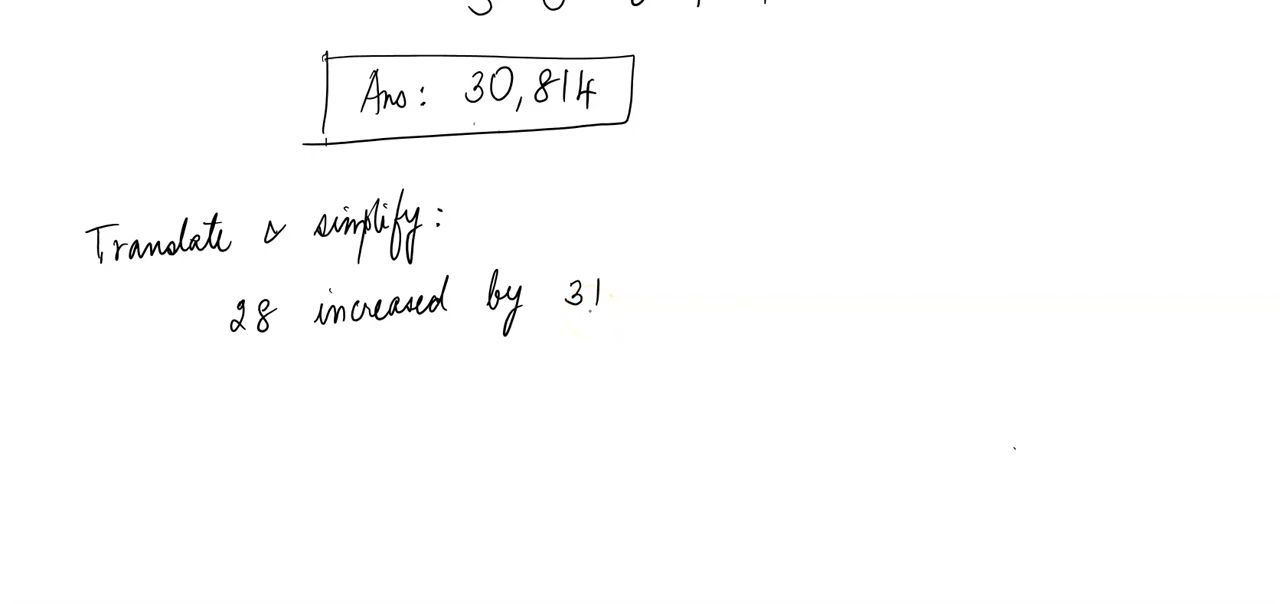 Ans: 30,814
Translate & simplify:
28 increased by 31